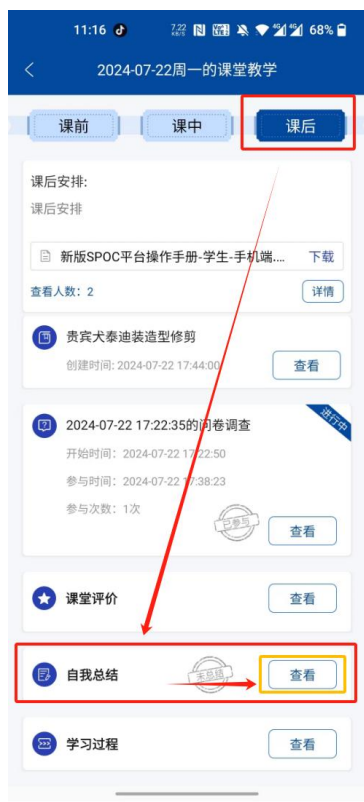 11:16
7.22 KB/S
68%
2024-07-22周一的课堂教学
课前
课中
课后
课后安排:
课后安排
新版SPOC平台操作手册-学生-手机端....
下载
查看人数：2
详情
贵宾犬泰迪装造型修剪
创建时间: 2024-07-22 17:44:00
查看
2024-07-22 17:22:35的问卷调查
进行中
开始时间：2024-07-22 17:22:50
参与时间：2024-07-22 17:38:23
参与次数：1次
已参与
查看
课堂评价
查看
自我总结
未总结
查看
学习过程
查看